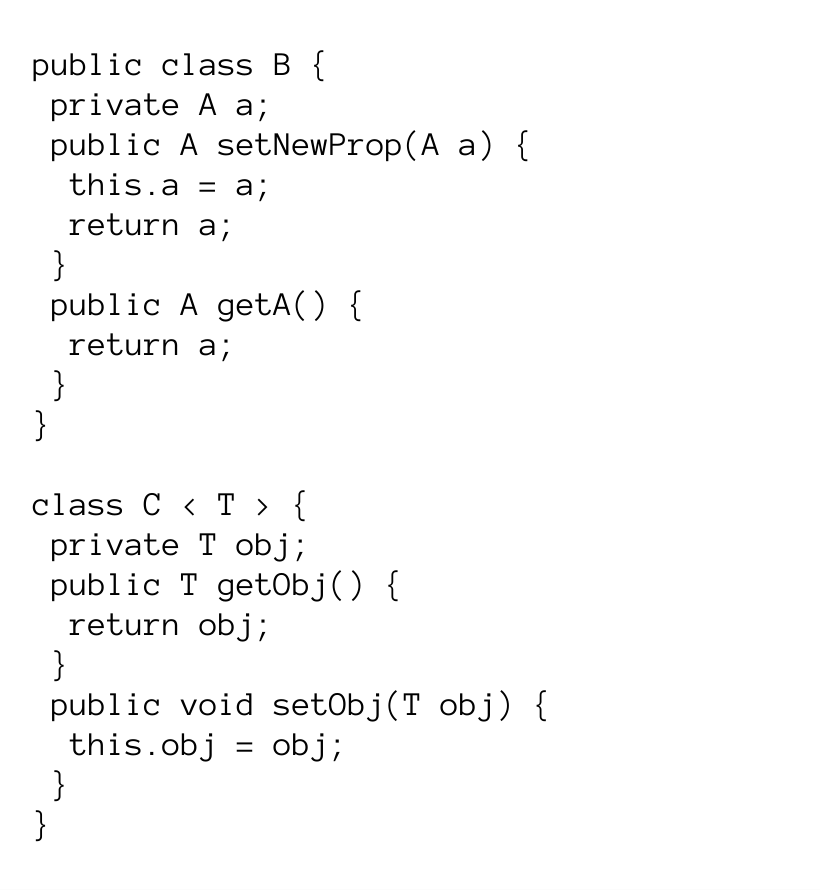 public class B {
 private A a;
 public A setNewProp(A a) {
  this.a = a;
  return a;
 }
 public A getA() {
  return a;
 }
}

class C < T > {
 private T obj;
 public T getObj() {
  return obj;
 }
 public void setObj(T obj) {
  this.obj = obj;
 }
}